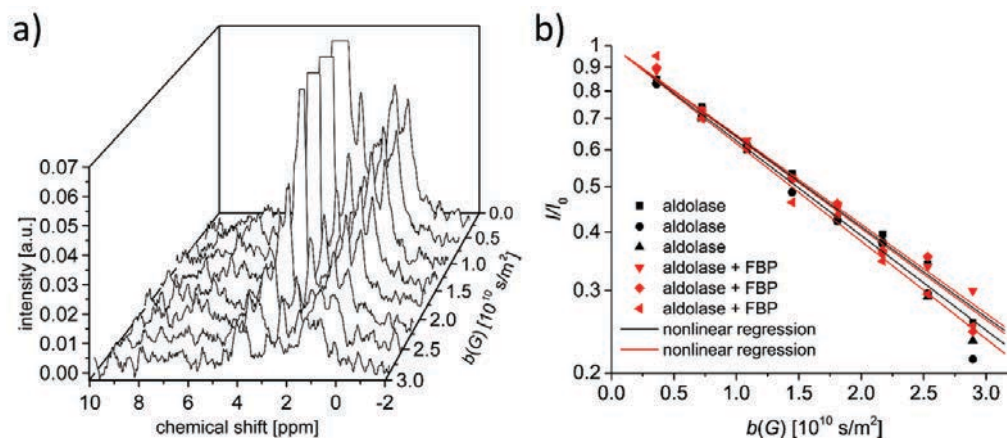 a)
0.07
0.06
0.05
0.04
0.03
0.02
0.01
0.00
intensity [a.u.]
10 8 6 4 2 0 -2
chemical shift [ppm]
0.0
0.5
1.0
1.5
2.0
2.5
3.0
b(G) [10¹⁰ s/m²]
b)
1
0.9
0.8
0.7
0.6
0.5
0.4
0.3
0.2
I/I₀
aldolase
aldolase
aldolase
aldolase + FBP
aldolase + FBP
aldolase + FBP
nonlinear regression
nonlinear regression
0.0 0.5 1.0 1.5 2.0 2.5 3.0
b(G) [10¹⁰ s/m²]